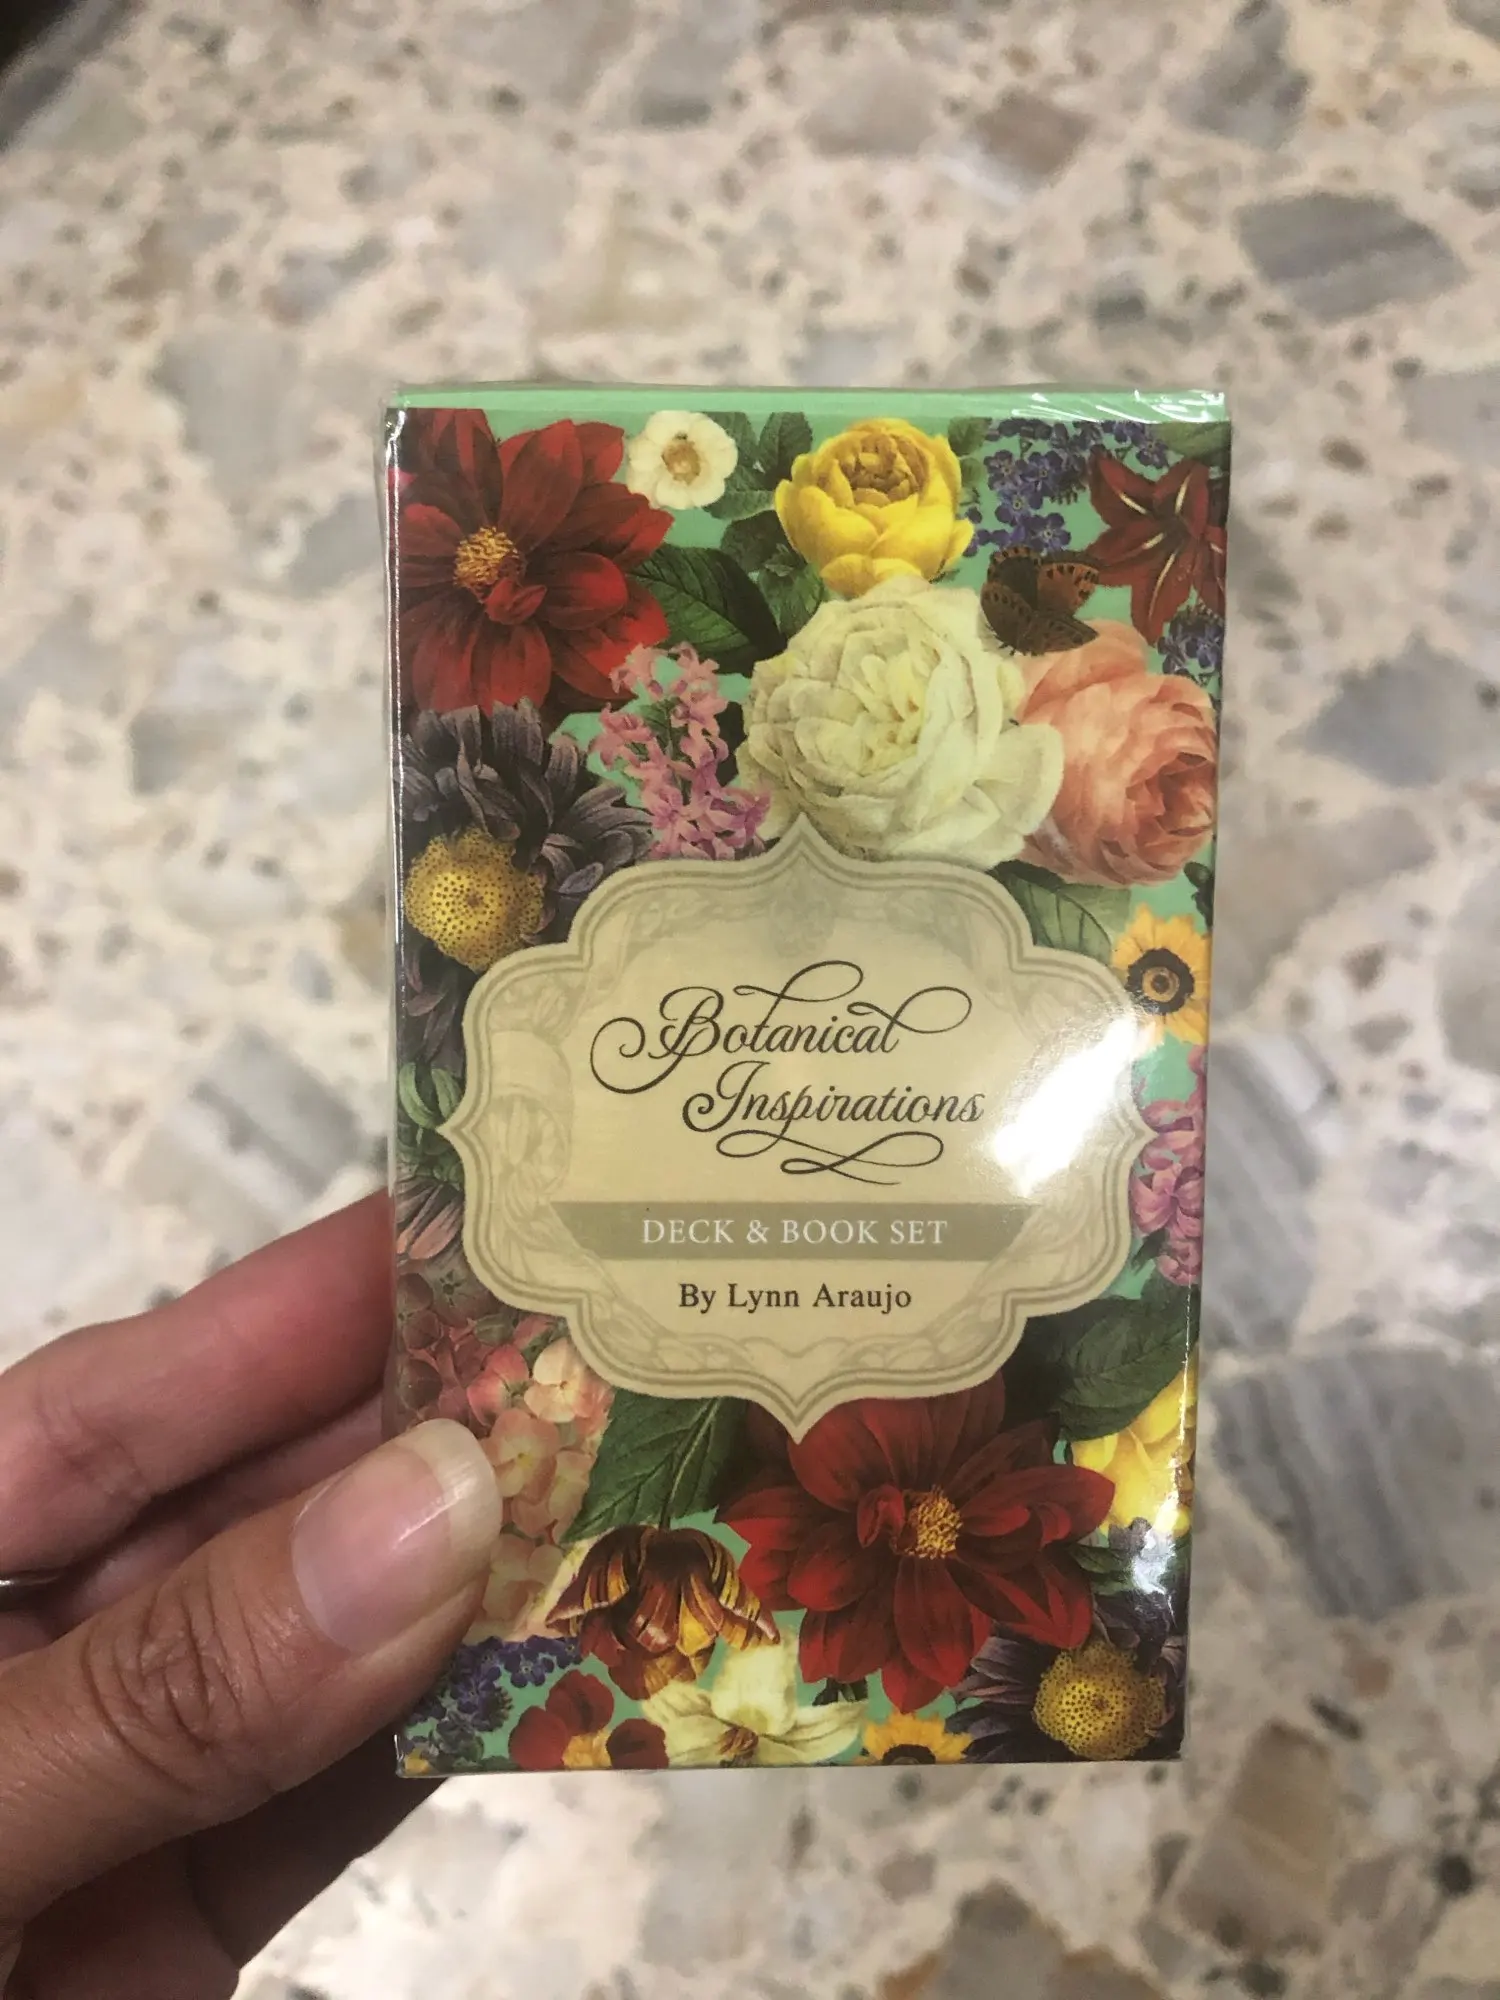 Botanical
Inspirations
DECK & BOOK SET
By Lynn Araujo